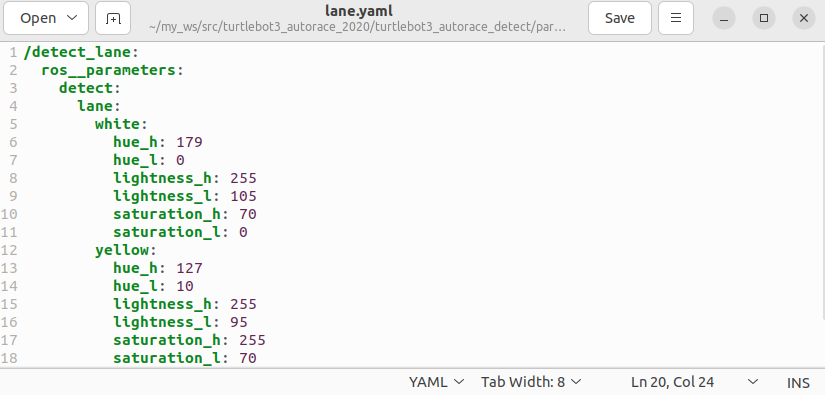 Open
lane.yaml
~/my_ws/src/turtlebot3_autorace_2020/turtlebot3_autorace_detect/par…
Save
1 /detect_lane:
2   ros__parameters:
3     detect:
4       lane:
5         white:
6           hue_h: 179
7           hue_l: 0
8           lightness_h: 255
9           lightness_l: 105
10           saturation_h: 70
11           saturation_l: 0
12         yellow:
13           hue_h: 127
14           hue_l: 10
15           lightness_h: 255
16           lightness_l: 95
17           saturation_h: 255
18           saturation_l: 70
YAML Tab Width: 8 Ln 20, Col 24 INS